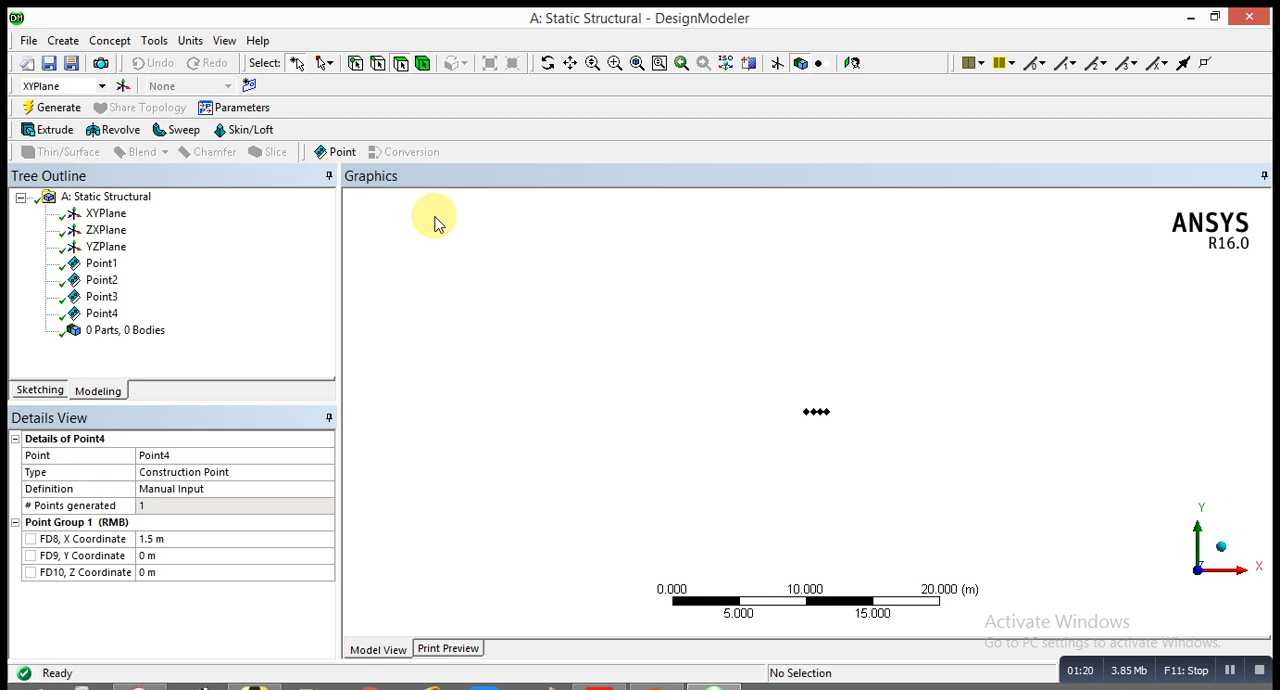 DM
A: Static Structural - DesignModeler
File Create Concept Tools Units View Help
Undo Redo Select:
XYPlane None
Generate Share Topology Parameters
Extrude Revolve Sweep Skin/Loft
Thin/Surface Blend Chamfer Slice Point Conversion
Tree Outline
A: Static Structural
XYPlane
ZXPlane
YZPlane
Point1
Point2
Point3
Point4
0 Parts, 0 Bodies
Sketching Modeling
Details View
Details of Point4
Point Point4
Type Construction Point
Definition Manual Input
# Points generated 1
Point Group 1 (RMB)
FD8, X Coordinate 1.5 m
FD9, Y Coordinate 0 m
FD10, Z Coordinate 0 m
Graphics
ANSYS
R16.0
Y
X
Z
0.000 10.000 20.000 (m)
5.000 15.000
Activate Windows
Go to PC settings to activate Windows.
Model View Print Preview
Ready
No Selection
01:20 3.85 Mb F11: Stop